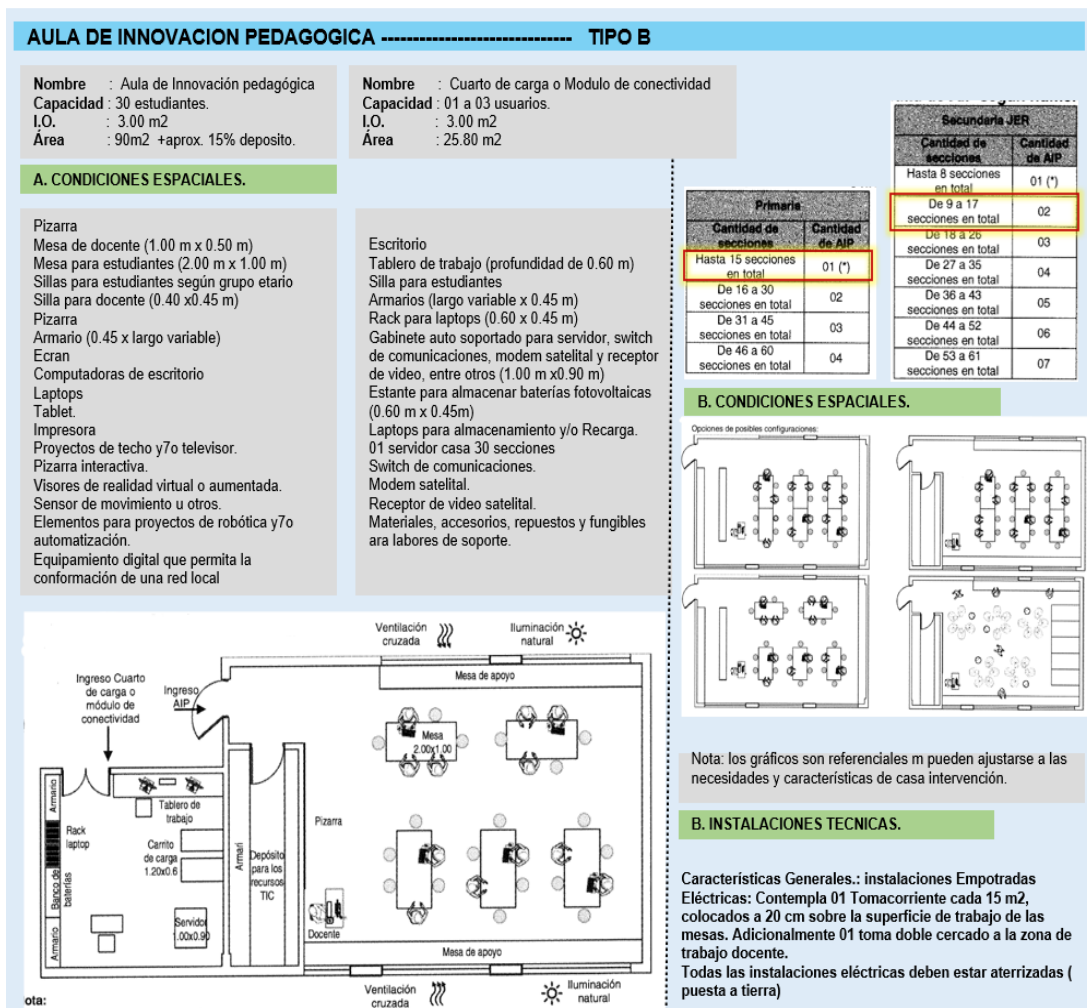 AULA DE INNOVACION PEDAGOGICA ------------------------------ TIPO B
Nombre : Aula de Innovación pedagógica
Capacidad : 30 estudiantes.
I.O. : 3.00 m2
Área : 90m2 +aprox. 15% deposito.
Nombre : Cuarto de carga o Modulo de conectividad
Capacidad : 01 a 03 usuarios.
I.O. : 3.00 m2
Área : 25.80 m2
A. CONDICIONES ESPACIALES.
Pizarra
Mesa de docente (1.00 m x 0.50 m)
Mesa para estudiantes (2.00 m x 1.00 m)
Sillas para estudiantes según grupo etario
Silla para docente (0.40 x0.45 m)
Pizarra
Armario (0.45 x largo variable)
Ecran
Computadoras de escritorio
Laptops
Tablet.
Impresora
Proyectos de techo y7o televisor.
Pizarra interactiva.
Visores de realidad virtual o aumentada.
Sensor de movimiento u otros.
Elementos para proyectos de robótica y7o
automatización.
Equipamiento digital que permita la
conformación de una red local
Escritorio
Tablero de trabajo (profundidad de 0.60 m)
Silla para estudiantes
Armarios (largo variable x 0.45 m)
Rack para laptops (0.60 x 0.45 m)
Gabinete auto soportado para servidor, switch
de comunicaciones, modem satelital y receptor
de video, entre otros (1.00 m x0.90 m)
Estante para almacenar baterías fotovoltaicas
(0.60 m x 0.45m)
Laptops para almacenamiento y/o Recarga.
01 servidor casa 30 secciones
Switch de comunicaciones.
Modem satelital.
Receptor de video satelital.
Materiales, accesorios, repuestos y fungibles
ara labores de soporte.
Primaria
Cantidad de secciones Cantidad de AIP
Hasta 15 secciones en total 01 (*)
De 16 a 30 secciones en total 02
De 31 a 45 secciones en total 03
De 46 a 60 secciones en total 04
Secundaria JER
Cantidad de secciones Cantidad de AIP
Hasta 8 secciones en total 01 (*)
De 9 a 17 secciones en total 02
De 18 a 26 secciones en total 03
De 27 a 35 secciones en total 04
De 36 a 43 secciones en total 05
De 44 a 52 secciones en total 06
De 53 a 61 secciones en total 07
B. CONDICIONES ESPACIALES.
Opciones de posibles configuraciones:
Nota: los gráficos son referenciales m pueden ajustarse a las
necesidades y características de casa intervención.
B. INSTALACIONES TECNICAS.
Características Generales.: instalaciones Empotradas
Eléctricas: Contempla 01 Tomacorriente cada 15 m2,
colocados a 20 cm sobre la superficie de trabajo de las
mesas. Adicionalmente 01 toma doble cercado a la zona de
trabajo docente.
Todas las instalaciones eléctricas deben estar aterrizadas (
puesta a tierra)
Ventilación
cruzada
Iluminación
natural
Ingreso Cuarto
de carga o
módulo de
conectividad
Ingreso
AIP
Mesa de apoyo
Mesa
2.00x1.00
Armario
Tablero de
trabajo
Rack
laptop
Carrito
de carga
1.20x0.6
Banco de
baterías
Armari
Depósito
para los
recursos
TIC
Pizarra
Servidor
1.00x0.90
Armario
Docente
Mesa de apoyo
Ventilación
cruzada
Iluminación
natural
ota: